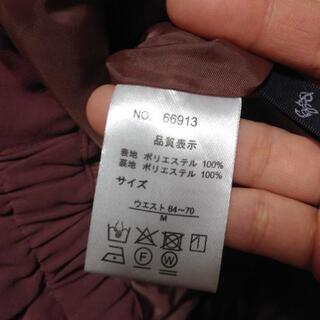 NO. 66913
品質表示
表地 ポリエステル 100%
裏地 ポリエステル 100%
サイズ
ウエスト 64~70
M